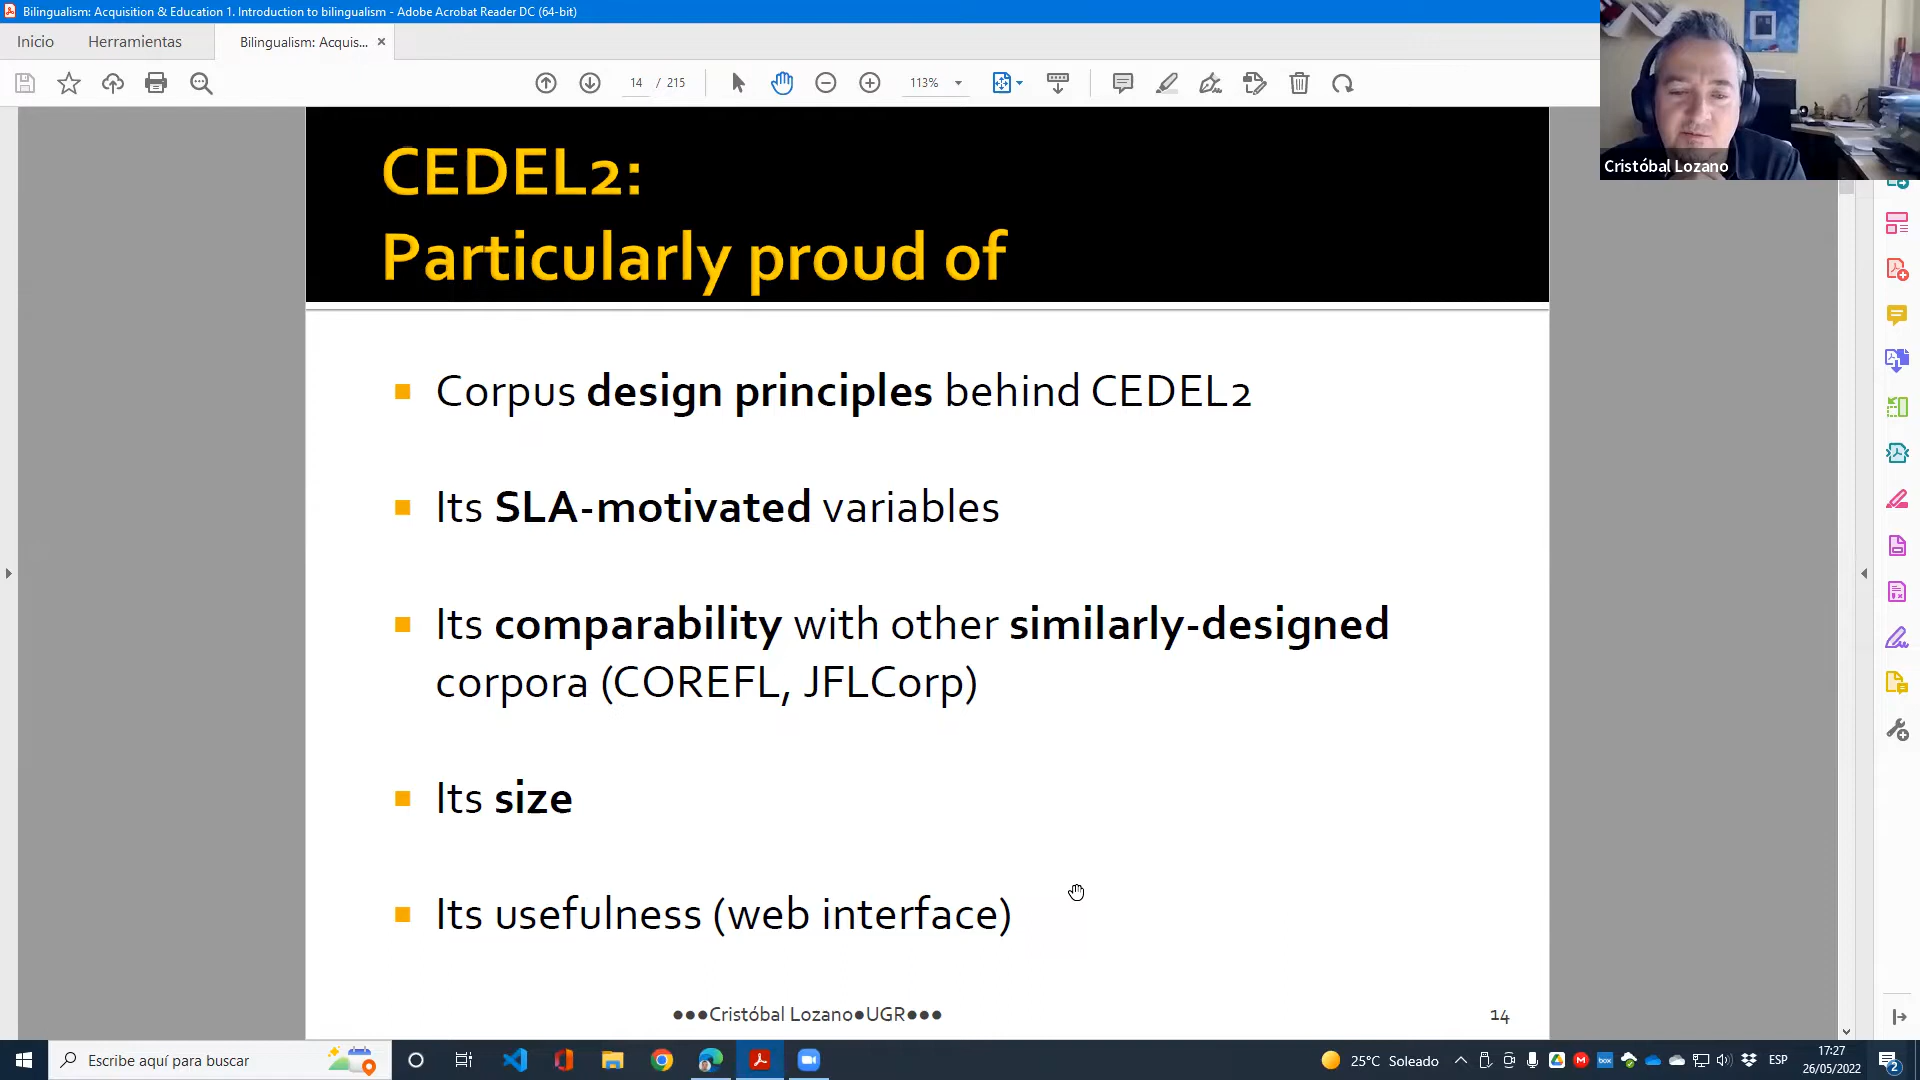 Bilingualism: Acquisition & Education 1. Introduction to bilingualism - Adobe Acrobat Reader DC (64-bit)
Inicio Herramientas Bilingualism: Acquis... ×
14 / 215 113%
Cristóbal Lozano
CEDEL2:
Particularly proud of
■ Corpus design principles behind CEDEL2
■ Its SLA-motivated variables
■ Its comparability with other similarly-designed
corpora (COREFL, JFLCorp)
■ Its size
■ Its usefulness (web interface)
●●●Cristóbal Lozano●UGR●●● 14
Escribe aquí para buscar 25°C Soleado ESP 17:27
26/05/2022 2